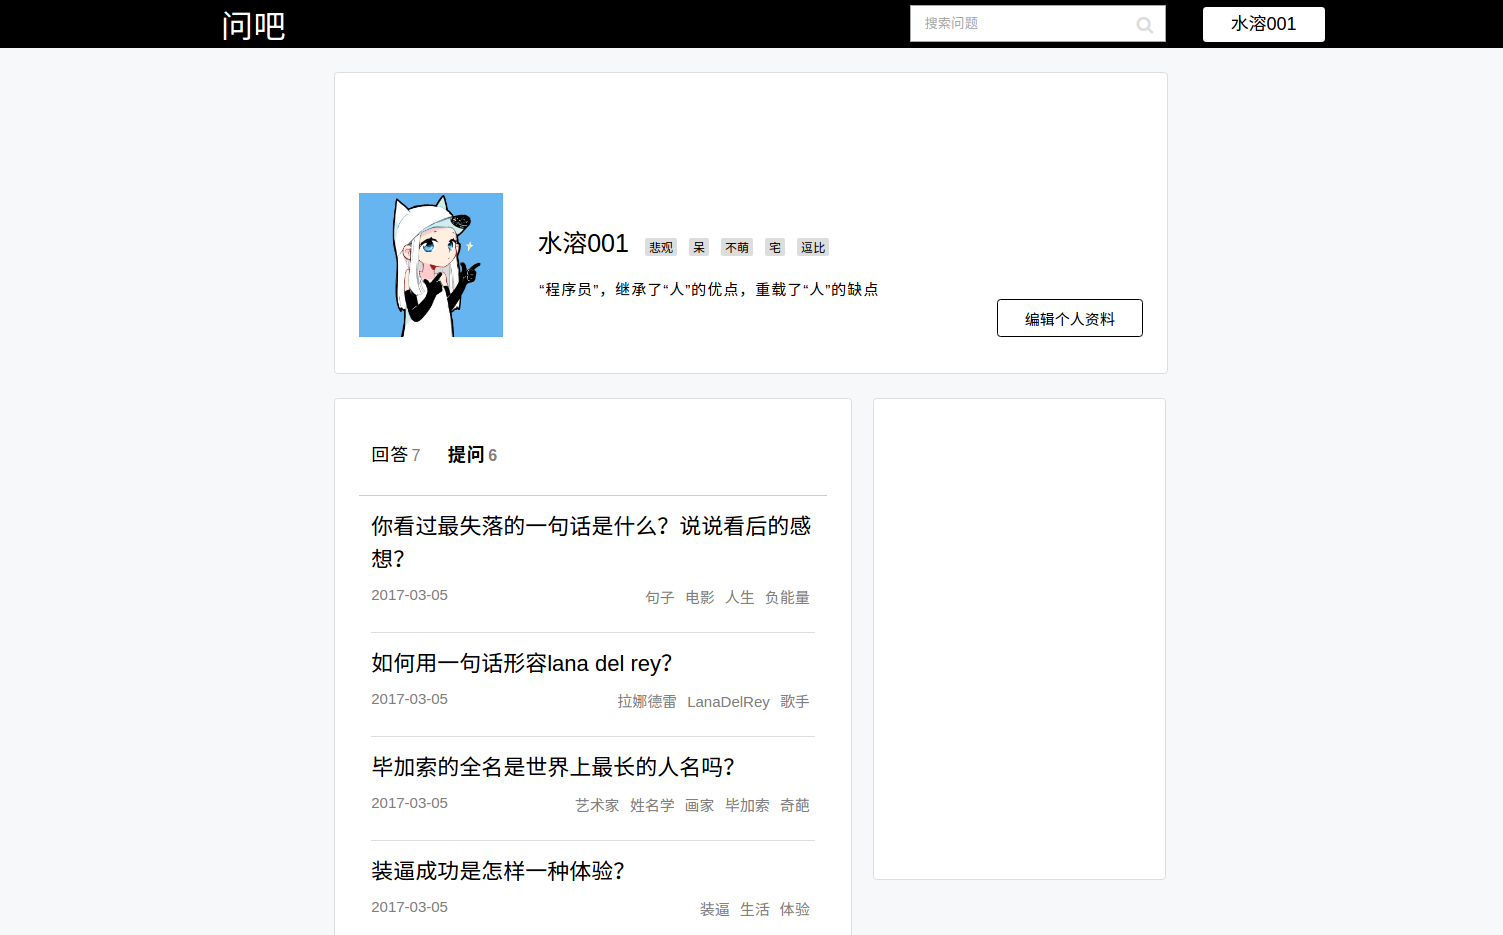 问吧
搜索问题
水溶001
水溶001 悲观 呆 不萌 宅 逗比
“程序员”，继承了“人”的优点，重载了“人”的缺点
编辑个人资料
回答 7 提问 6
你看过最失落的一句话是什么？说说看后的感
想？
2017-03-05 句子 电影 人生 负能量
如何用一句话形容lana del rey？
2017-03-05 拉娜德雷 LanaDelRey 歌手
毕加索的全名是世界上最长的人名吗？
2017-03-05 艺术家 姓名学 画家 毕加索 奇葩
装逼成功是怎样一种体验？
2017-03-05 装逼 生活 体验